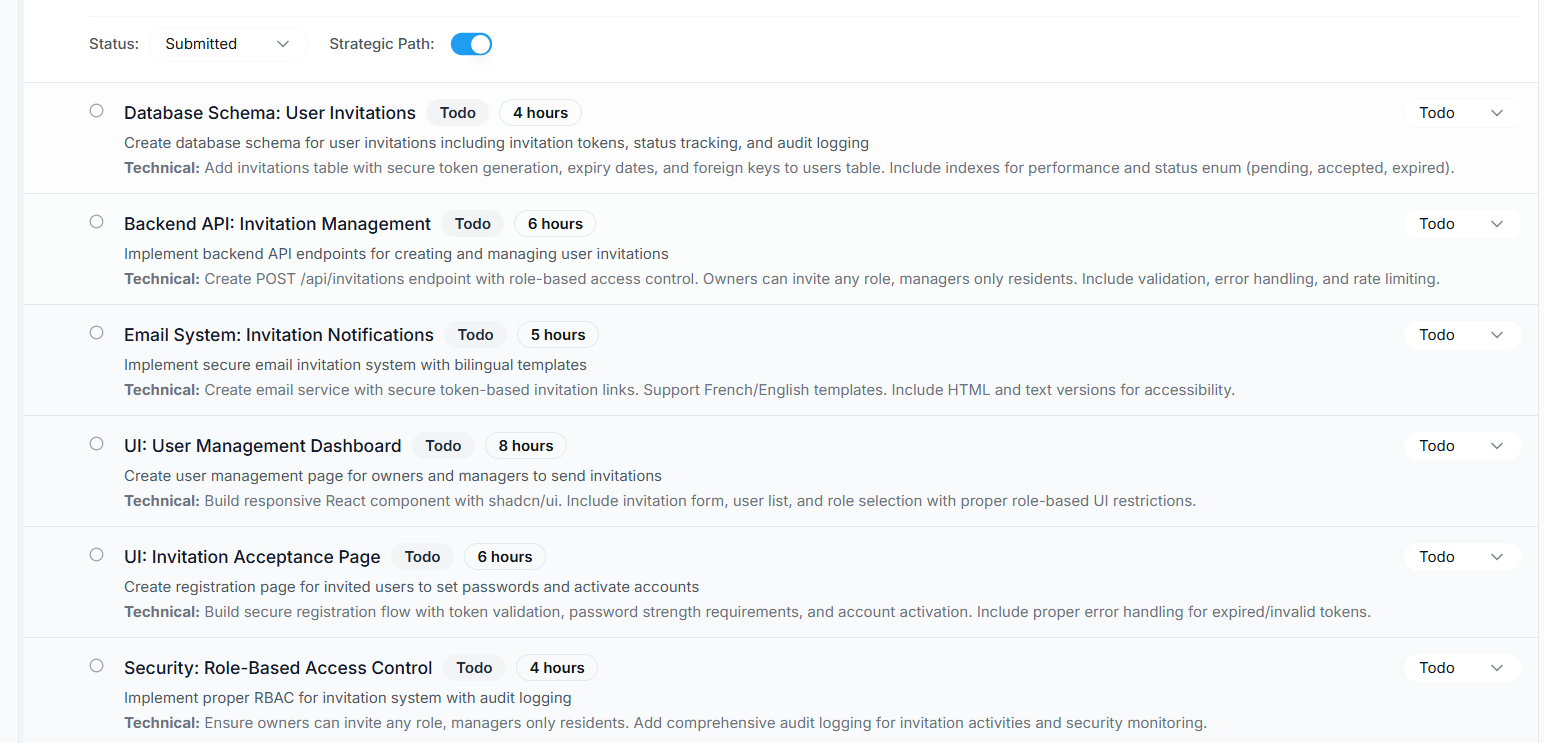 Status: Submitted Strategic Path:
Database Schema: User Invitations Todo 4 hours Todo
Create database schema for user invitations including invitation tokens, status tracking, and audit logging
Technical: Add invitations table with secure token generation, expiry dates, and foreign keys to users table. Include indexes for performance and status enum (pending, accepted, expired).
Backend API: Invitation Management Todo 6 hours Todo
Implement backend API endpoints for creating and managing user invitations
Technical: Create POST /api/invitations endpoint with role-based access control. Owners can invite any role, managers only residents. Include validation, error handling, and rate limiting.
Email System: Invitation Notifications Todo 5 hours Todo
Implement secure email invitation system with bilingual templates
Technical: Create email service with secure token-based invitation links. Support French/English templates. Include HTML and text versions for accessibility.
UI: User Management Dashboard Todo 8 hours Todo
Create user management page for owners and managers to send invitations
Technical: Build responsive React component with shadcn/ui. Include invitation form, user list, and role selection with proper role-based UI restrictions.
UI: Invitation Acceptance Page Todo 6 hours Todo
Create registration page for invited users to set passwords and activate accounts
Technical: Build secure registration flow with token validation, password strength requirements, and account activation. Include proper error handling for expired/invalid tokens.
Security: Role-Based Access Control Todo 4 hours Todo
Implement proper RBAC for invitation system with audit logging
Technical: Ensure owners can invite any role, managers only residents. Add comprehensive audit logging for invitation activities and security monitoring.